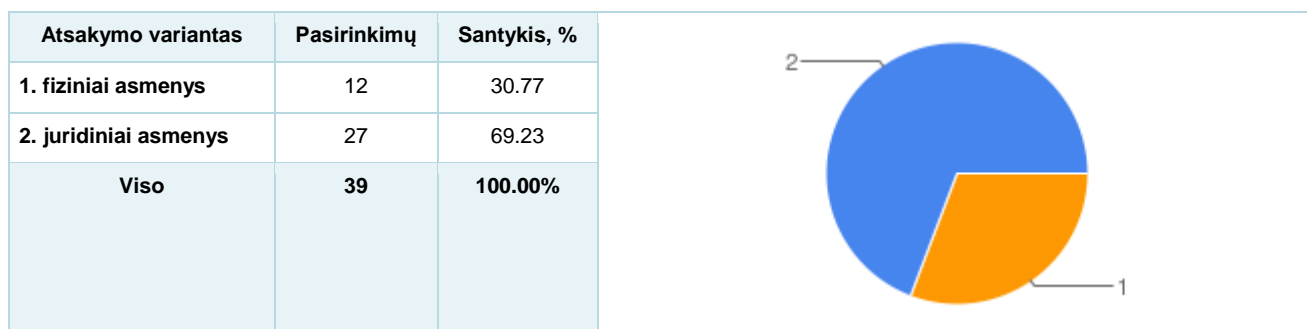 Atsakymo variantas Pasirinkimų Santykis, %
1. fiziniai asmenys 12 30.77
2. juridiniai asmenys 27 69.23
Viso 39 100.00%
2
1